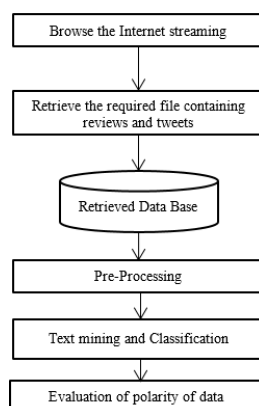 Browse the Internet streaming
Retrieve the required file containing
reviews and tweets
Retrieved Data Base
Pre-Processing
Text mining and Classification
Evaluation of polarity of data